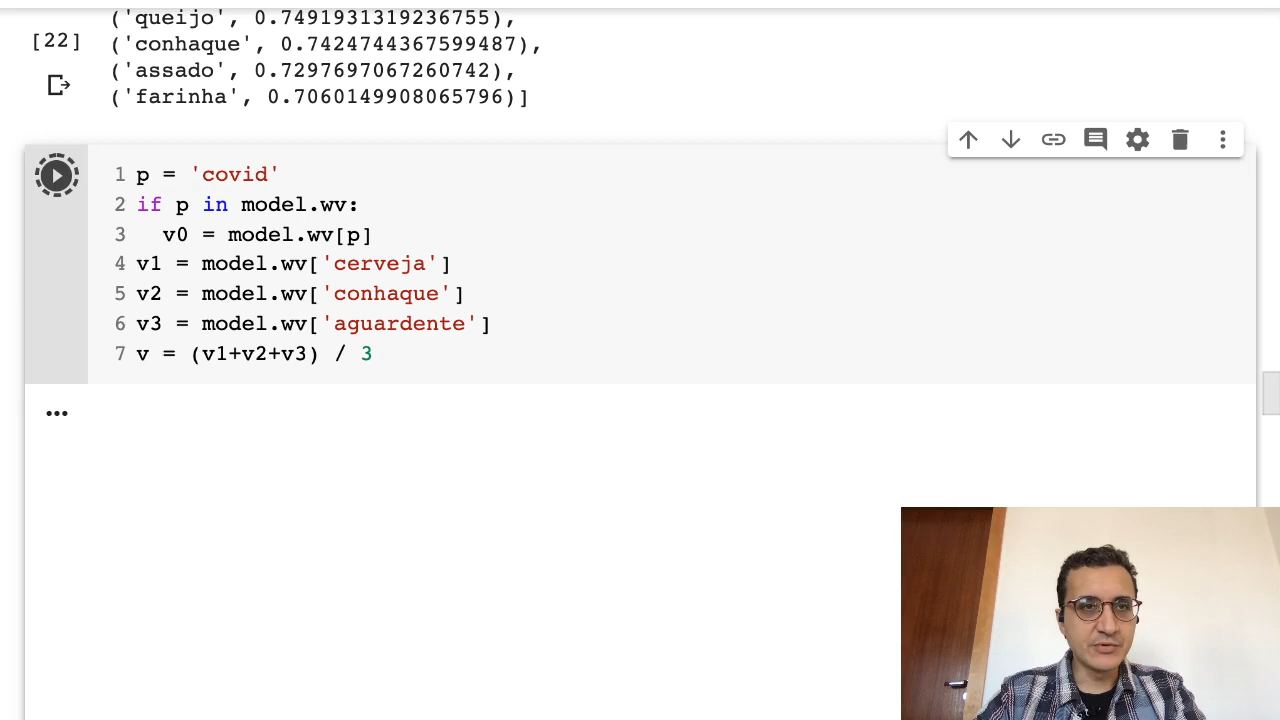 ('queijo', 0.7491931319236755),
[22] ('conhaque', 0.7424744367599487),
('assado', 0.7297697067260742),
('farinha', 0.7060149908065796)]
1 p = 'covid'
2 if p in model.wv:
3   v0 = model.wv[p]
4 v1 = model.wv['cerveja']
5 v2 = model.wv['conhaque']
6 v3 = model.wv['aguardente']
7 v = (v1+v2+v3) / 3